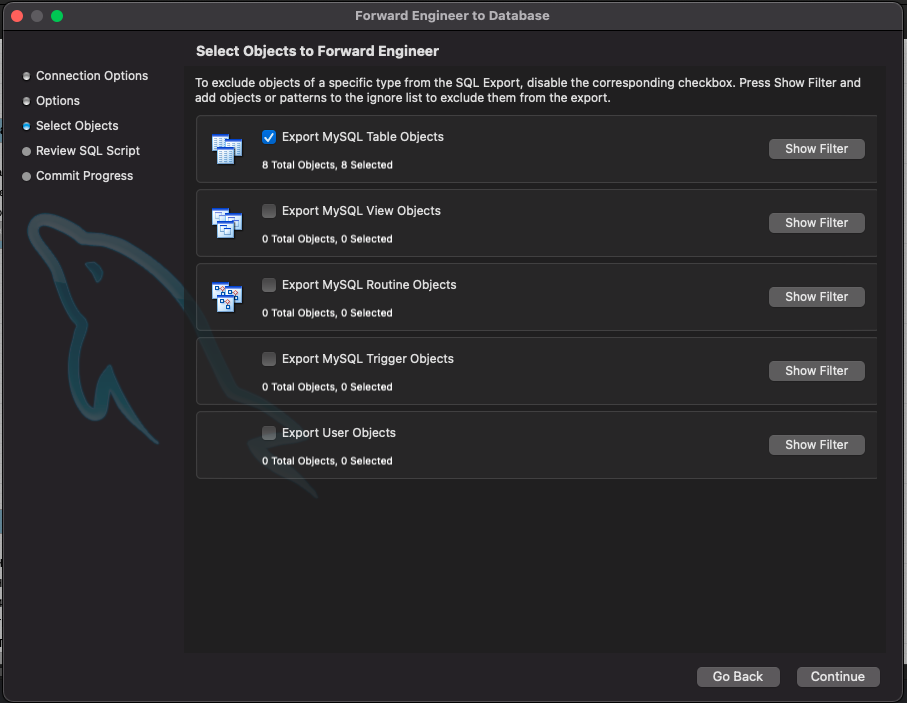 Forward Engineer to Database
Connection Options
Options
Select Objects
Review SQL Script
Commit Progress
Select Objects to Forward Engineer
To exclude objects of a specific type from the SQL Export, disable the corresponding checkbox. Press Show Filter and
add objects or patterns to the ignore list to exclude them from the export.
Export MySQL Table Objects
8 Total Objects, 8 Selected
Show Filter
Export MySQL View Objects
0 Total Objects, 0 Selected
Show Filter
Export MySQL Routine Objects
0 Total Objects, 0 Selected
Show Filter
Export MySQL Trigger Objects
0 Total Objects, 0 Selected
Show Filter
Export User Objects
0 Total Objects, 0 Selected
Show Filter
Go Back
Continue